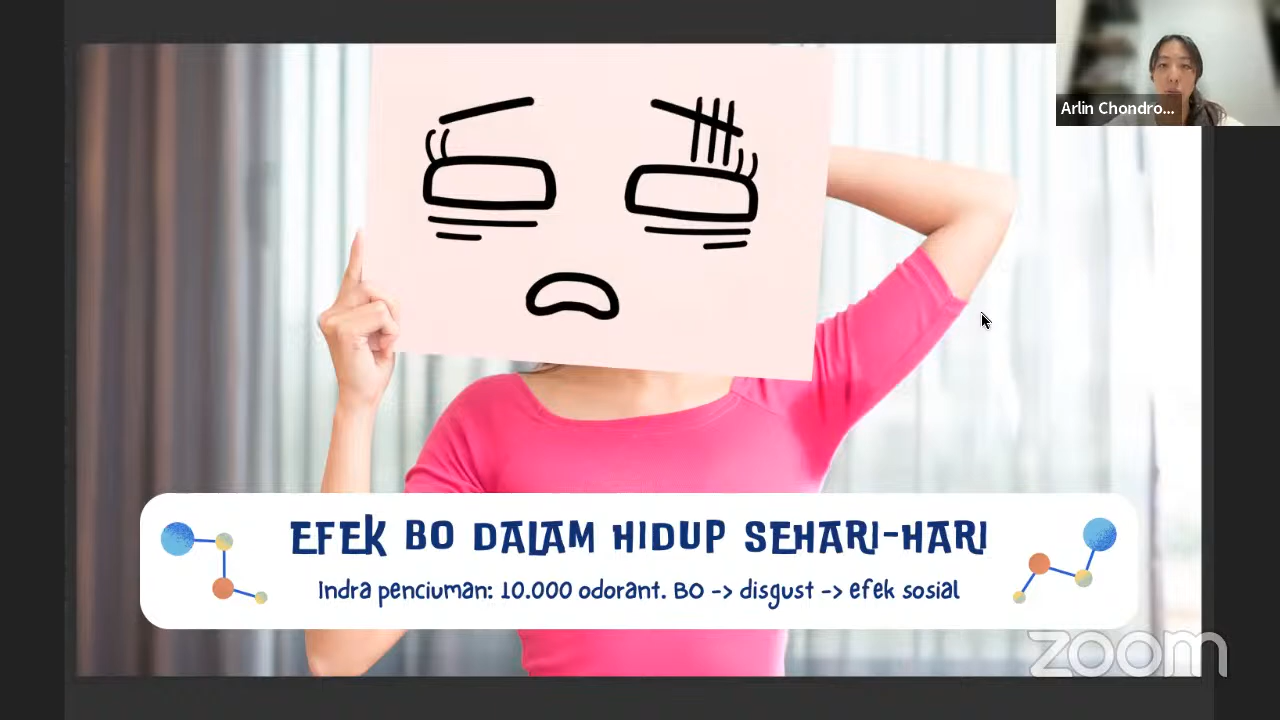 Arlin Chondro...
EFEK BO DALAM HIDUP SEHARI-HARI
Indra penciuman: 10.000 odorant. BO -> disgust -> efek sosial
zoom